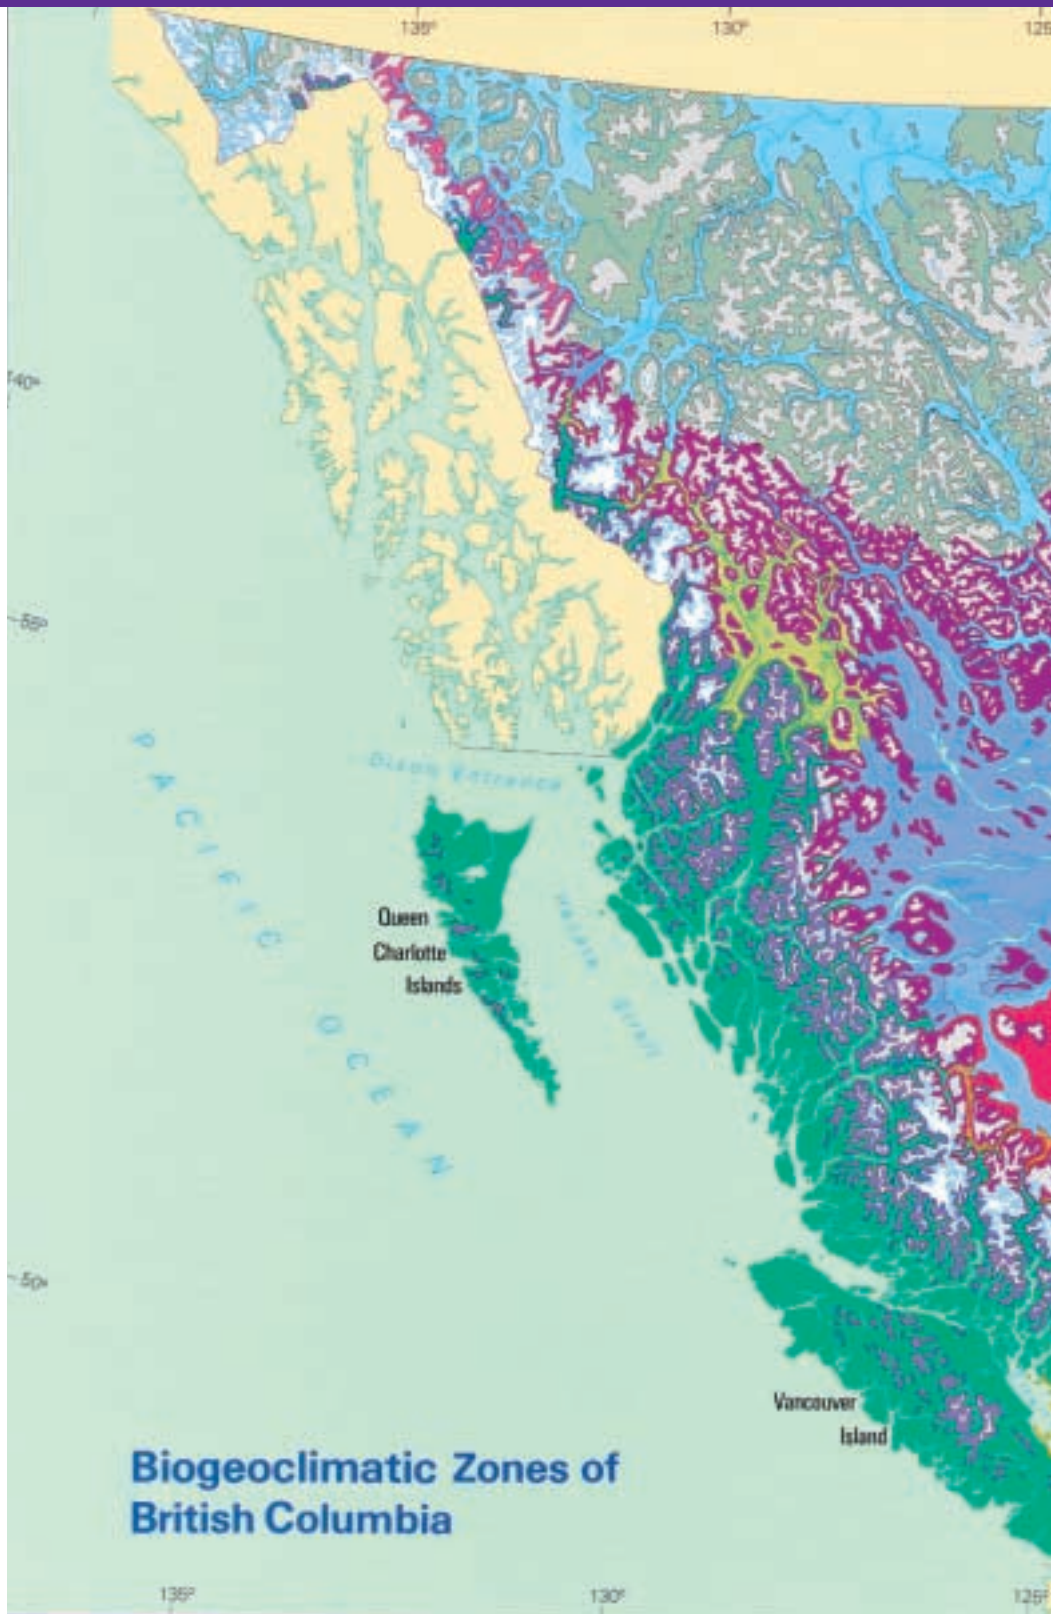 135°
130°
125
40°
55°
PACIFIC OCEAN
Dixon Entrance
Queen
Charlotte
Islands
Hecate Strait
50°
Vancouver
Island
Biogeoclimatic Zones of
British Columbia
135°
130°
125°